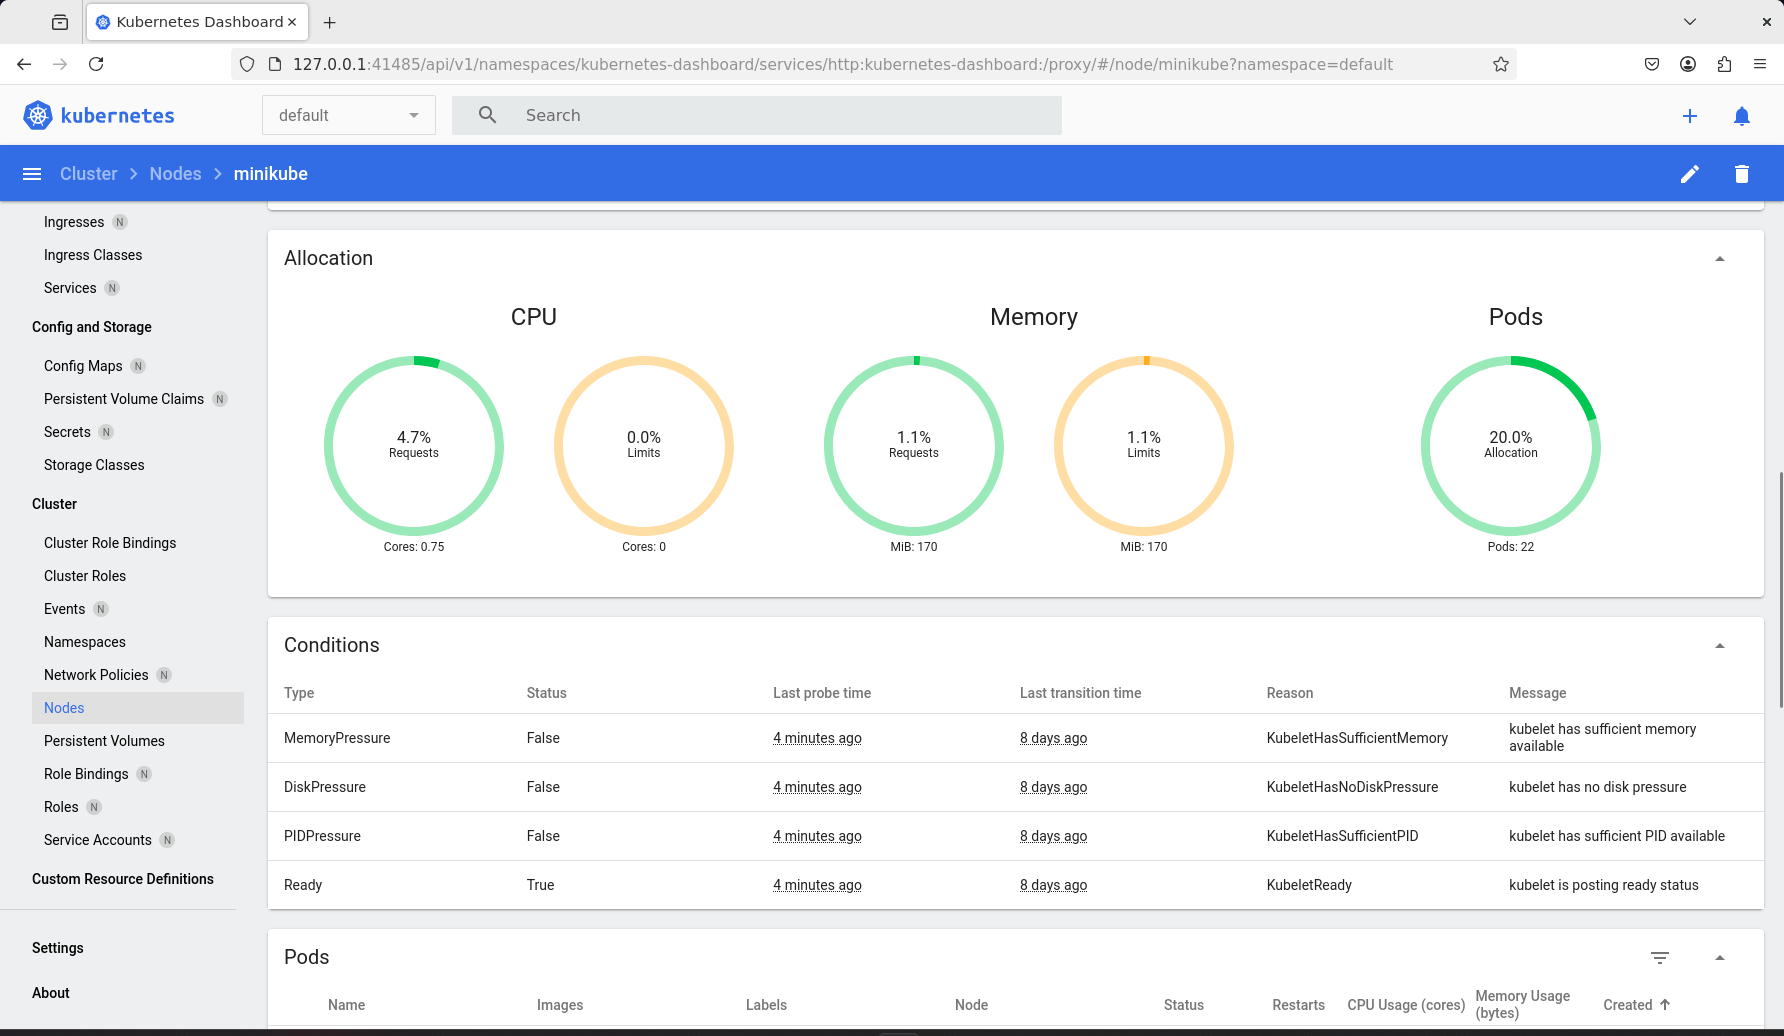 Kubernetes Dashboard
127.0.0.1:41485/api/v1/namespaces/kubernetes-dashboard/services/http:kubernetes-dashboard:/proxy/#/node/minikube?namespace=default
kubernetes
default
Search
Cluster > Nodes > minikube
Ingresses N
Ingress Classes
Services N
Config and Storage
Config Maps N
Persistent Volume Claims N
Secrets N
Storage Classes
Cluster
Cluster Role Bindings
Cluster Roles
Events N
Namespaces
Network Policies N
Nodes
Persistent Volumes
Role Bindings N
Roles N
Service Accounts N
Custom Resource Definitions
Settings
About
Allocation
CPU
4.7%
Requests
Cores: 0.75
0.0%
Limits
Cores: 0
Memory
1.1%
Requests
MiB: 170
1.1%
Limits
MiB: 170
Pods
20.0%
Allocation
Pods: 22
Conditions
Type Status Last probe time Last transition time Reason Message
MemoryPressure False 4 minutes ago 8 days ago KubeletHasSufficientMemory kubelet has sufficient memory
available
DiskPressure False 4 minutes ago 8 days ago KubeletHasNoDiskPressure kubelet has no disk pressure
PIDPressure False 4 minutes ago 8 days ago KubeletHasSufficientPID kubelet has sufficient PID available
Ready True 4 minutes ago 8 days ago KubeletReady kubelet is posting ready status
Pods
Name Images Labels Node Status Restarts CPU Usage (cores) Memory Usage
(bytes) Created